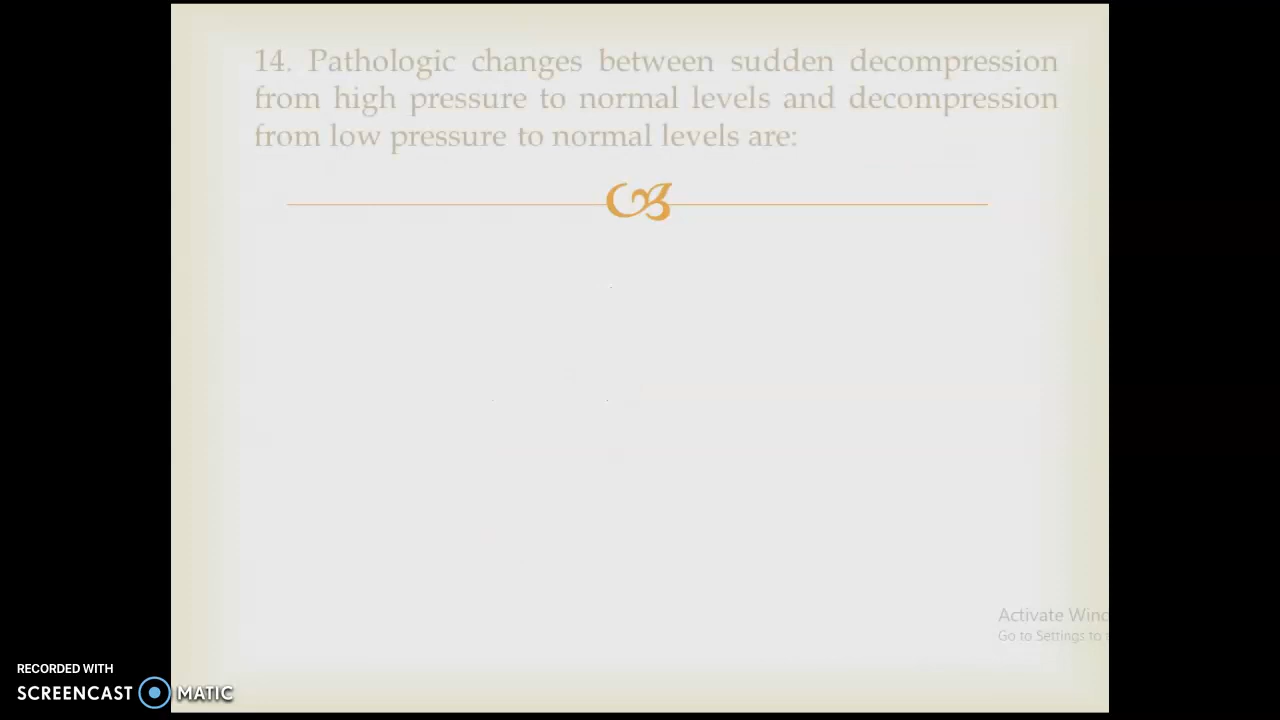 14. Pathologic changes between sudden decompression
from high pressure to normal levels and decompression
from low pressure to normal levels are:
Activate Wind
Go to Settings to
RECORDED WITH
SCREENCAST MATIC